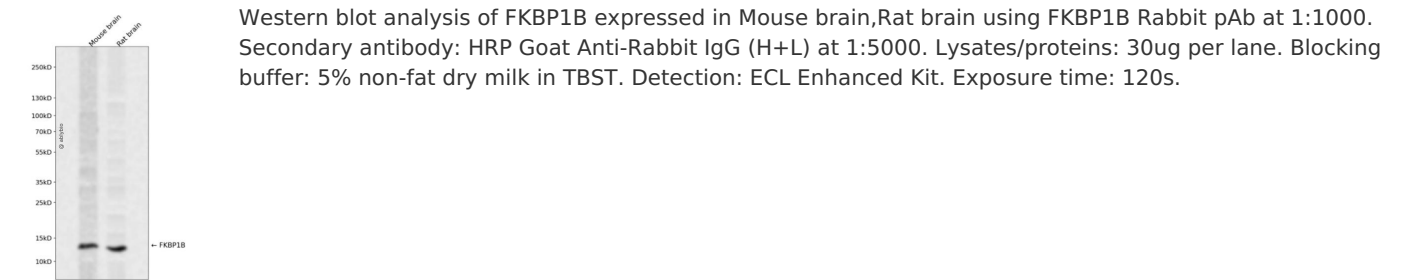 Western blot analysis of FKBP1B expressed in Mouse brain,Rat brain using FKBP1B Rabbit pAb at 1:1000.
Secondary antibody: HRP Goat Anti-Rabbit IgG (H+L) at 1:5000. Lysates/proteins: 30ug per lane. Blocking
buffer: 5% non-fat dry milk in TBST. Detection: ECL Enhanced Kit. Exposure time: 120s.
Mouse brain
Rat brain
250kD
130kD
100kD
70kD
55kD
35kD
25kD
15kD
← FKBP1B
10kD